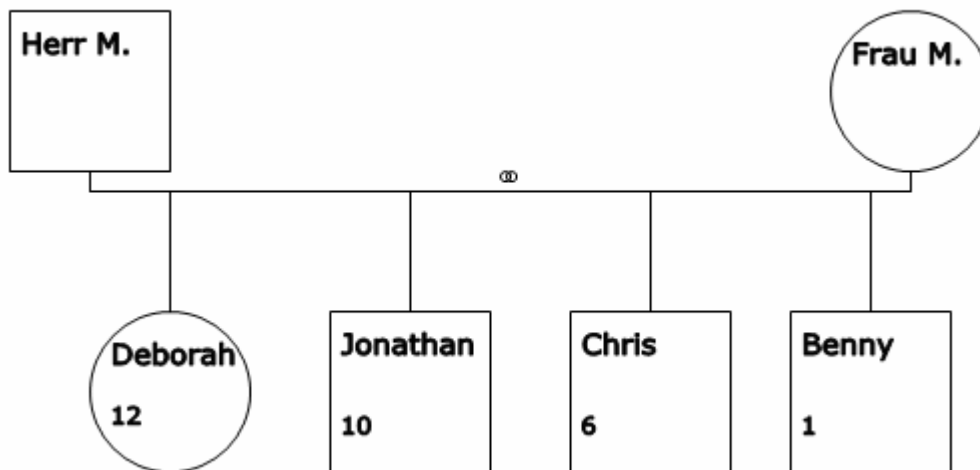 Herr M.
Frau M.
Deborah
12
Jonathan
10
Chris
6
Benny
1